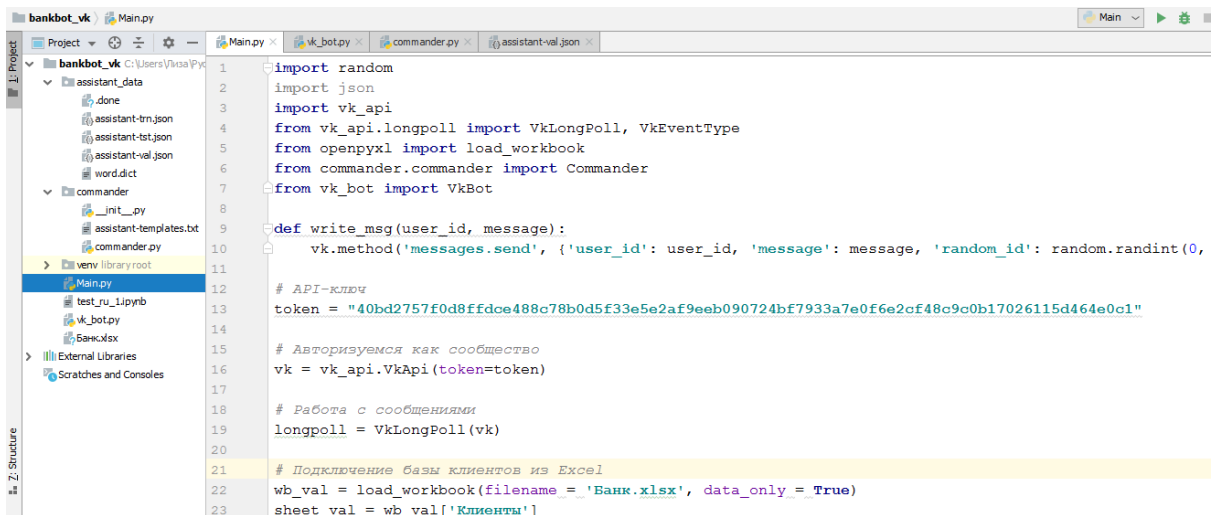 bankbot_vk Main.py Main
Project Main.py vk_bot.py commander.py assistant-val.json
1: Project
bankbot_vk C:\Users\Лиза\Pyc
assistant_data
.done
assistant-trn.json
assistant-tst.json
assistant-val.json
word.dict
commander
__init__.py
assistant-templates.txt
commander.py
venv library root
Main.py
test_ru_1.ipynb
vk_bot.py
Банк.xlsx
External Libraries
Scratches and Consoles
Z: Structure
1 import random
2 import json
3 import vk_api
4 from vk_api.longpoll import VkLongPoll, VkEventType
5 from openpyxl import load_workbook
6 from commander.commander import Commander
7 from vk_bot import VkBot
8
9 def write_msg(user_id, message):
10 vk.method('messages.send', {'user_id': user_id, 'message': message, 'random_id': random.randint(0,
11
12 # API-ключ
13 token = "40bd2757f0d8ffdce488c78b0d5f33e5e2af9eeb090724bf7933a7e0f6e2cf48c9c0b17026115d464e0c1"
14
15 # Авторизуемся как сообщество
16 vk = vk_api.VkApi(token=token)
17
18 # Работа с сообщениями
19 longpoll = VkLongPoll(vk)
20
21 # Подключение базы клиентов из Excel
22 wb_val = load_workbook(filename = 'Банк.xlsx', data_only = True)
23 sheet_val = wb_val['Клиенты']